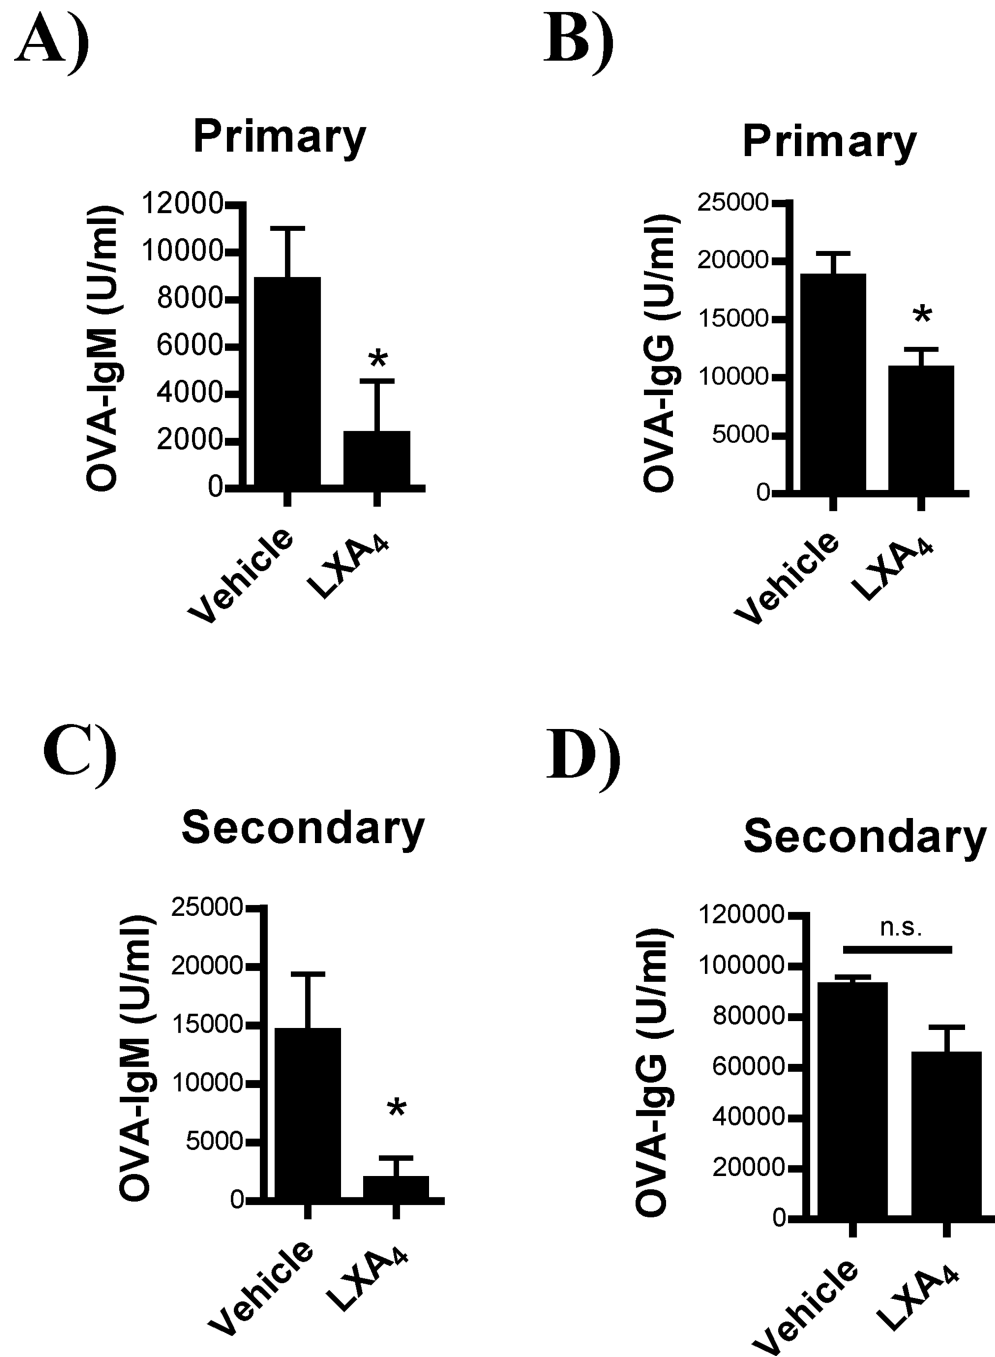 A)
Primary
OVA-IgM (U/ml)
12000
10000
8000
6000
4000
2000
0
*
Vehicle
LXA4
B)
Primary
OVA-IgG (U/ml)
25000
20000
15000
10000
5000
0
*
Vehicle
LXA4
C)
Secondary
OVA-IgM (U/ml)
25000
20000
15000
10000
5000
0
*
Vehicle
LXA4
D)
Secondary
OVA-IgG (U/ml)
120000
100000
80000
60000
40000
20000
0
n.s.
Vehicle
LXA4